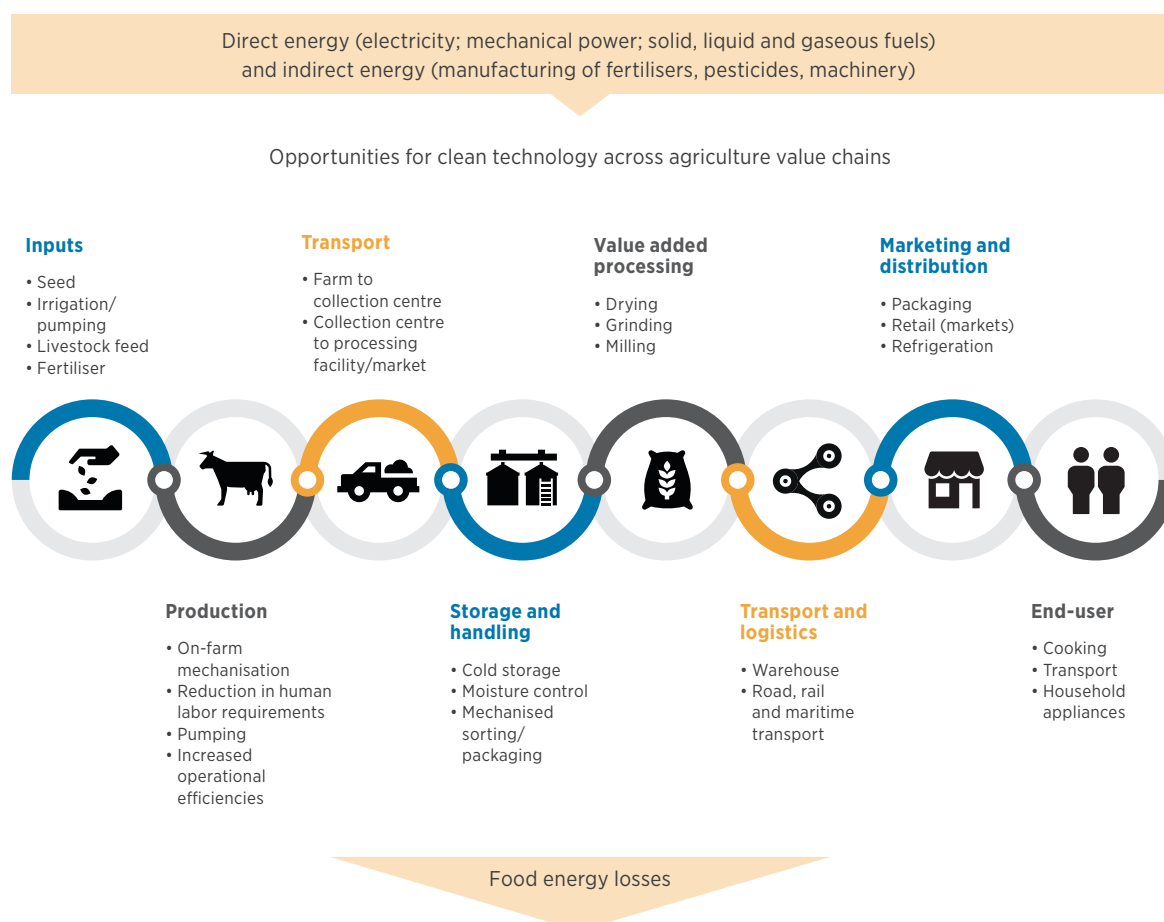 Direct energy (electricity; mechanical power; solid, liquid and gaseous fuels)
and indirect energy (manufacturing of fertilisers, pesticides, machinery)
Opportunities for clean technology across agriculture value chains
Inputs
• Seed
• Irrigation/
pumping
• Livestock feed
• Fertiliser
Transport
• Farm to
collection centre
• Collection centre
to processing
facility/market
Value added
processing
• Drying
• Grinding
• Milling
Marketing and
distribution
• Packaging
• Retail (markets)
• Refrigeration
Production
• On-farm
mechanisation
• Reduction in human
labor requirements
• Pumping
• Increased
operational
efficiencies
Storage and
handling
• Cold storage
• Moisture control
• Mechanised
sorting/
packaging
Transport and
logistics
• Warehouse
• Road, rail
and maritime
transport
End-user
• Cooking
• Transport
• Household
appliances
Food energy losses